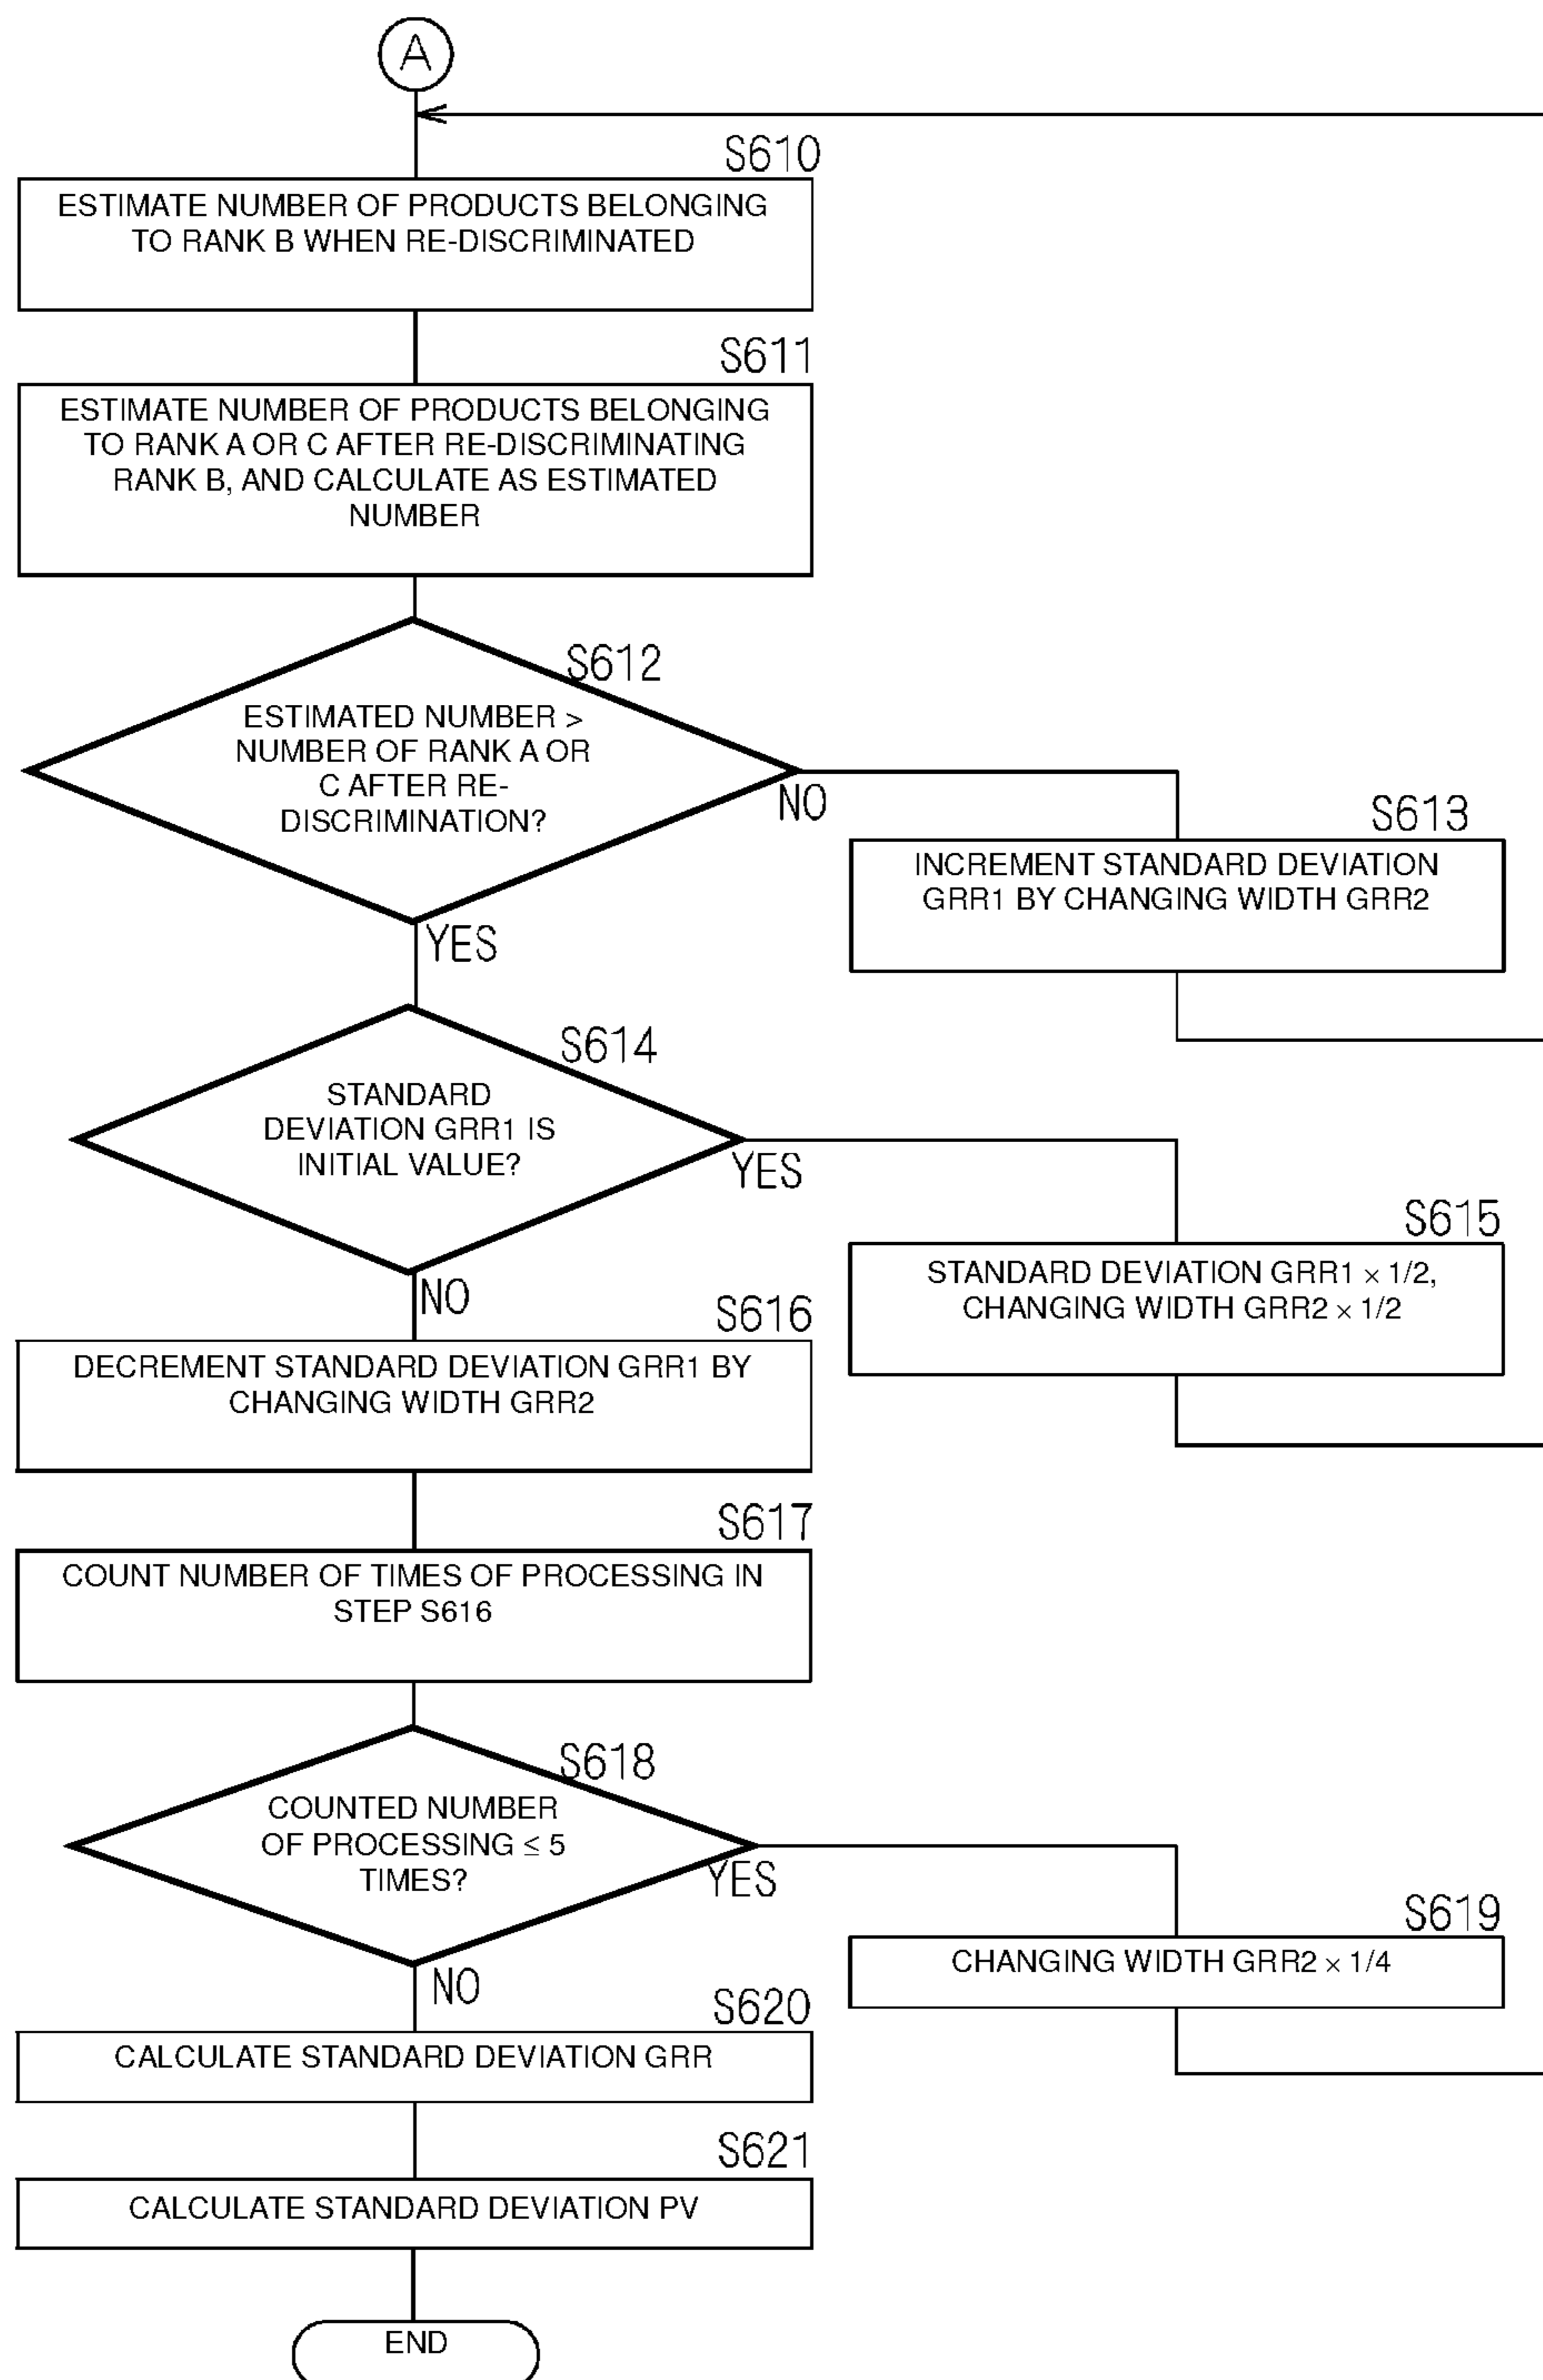 A
S610
ESTIMATE NUMBER OF PRODUCTS BELONGING
TO RANK B WHEN RE-DISCRIMINATED
S611
ESTIMATE NUMBER OF PRODUCTS BELONGING
TO RANK A OR C AFTER RE-DISCRIMINATING
RANK B, AND CALCULATE AS ESTIMATED
NUMBER
S612
ESTIMATED NUMBER >
NUMBER OF RANK A OR
C AFTER RE-
DISCRIMINATION?
NO
S613
INCREMENT STANDARD DEVIATION
GRR1 BY CHANGING WIDTH GRR2
YES
S614
STANDARD
DEVIATION GRR1 IS
INITIAL VALUE?
YES
S615
STANDARD DEVIATION GRR1 × 1/2,
CHANGING WIDTH GRR2 × 1/2
NO
S616
DECREMENT STANDARD DEVIATION GRR1 BY
CHANGING WIDTH GRR2
S617
COUNT NUMBER OF TIMES OF PROCESSING IN
STEP S616
S618
COUNTED NUMBER
OF PROCESSING ≤ 5
TIMES?
YES
S619
CHANGING WIDTH GRR2 × 1/4
NO
S620
CALCULATE STANDARD DEVIATION GRR
S621
CALCULATE STANDARD DEVIATION PV
END